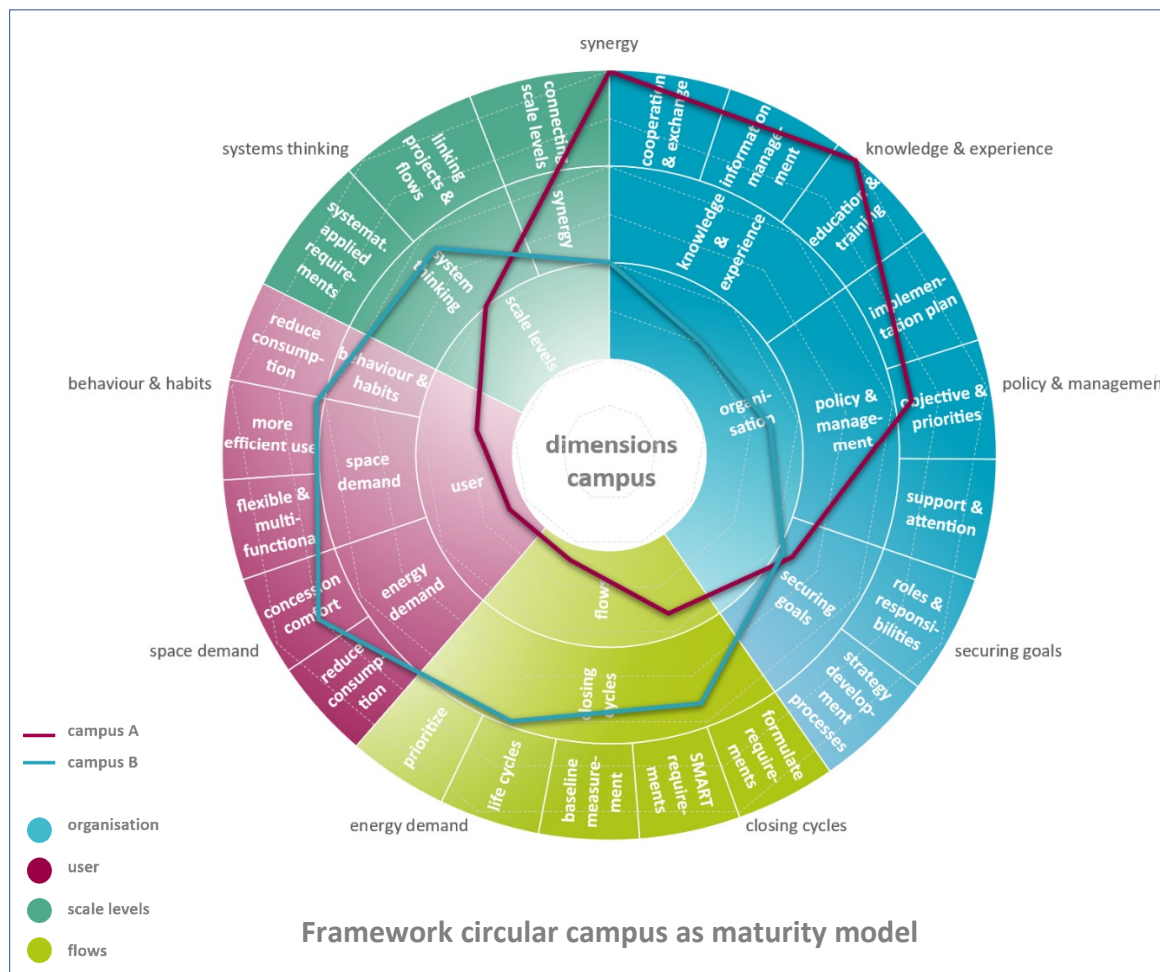 synergy
systems thinking
knowledge & experience
behaviour & habits
policy & managemen
space demand
securing goals
energy demand
closing cycles
connecting
scale levels
linking
projects &
flows
systemat.
applied
require-
ments
cooperation
& exchange
information
manage-
ment
education &
training
implemen-
tation plan
objective &
priorities
support &
attention
roles &
responsi-
bilities
strategy
develop-
ment
processes
formulate
require-
ments
SMART
require-
ments
baseline
measure-
ment
life cycles
prioritize
reduce
consump-
tion
concession
comfort
flexible &
multi-
functional
more
efficient use
reduce
consump-
tion
synergy
system
thinking
knowledge
&
experience
behaviour &
habits
space
demand
energy
demand
policy &
manage-
ment
securing
goals
closing
cycles
scale levels
organi-
sation
user
flows
dimensions
campus
campus A
campus B
organisation
user
scale levels
flows
Framework circular campus as maturity model